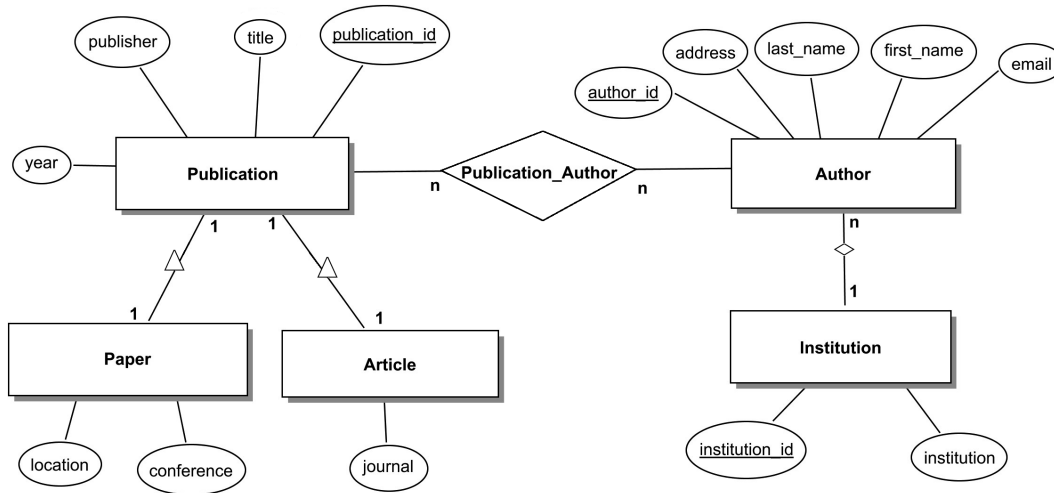 publisher
title
publication_id
address
last_name
first_name
email
author_id
year
Publication
n
Publication_Author
n
Author
1
1
n
1
1
1
Paper
Article
Institution
location
conference
journal
institution_id
institution